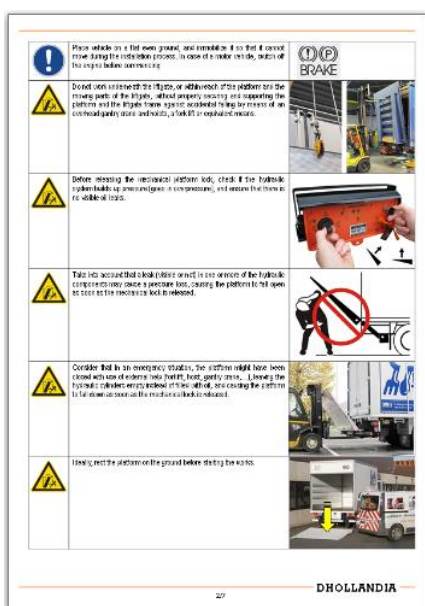 Place vehicle on a flat even ground, and immobilize it so that it cannot
move during the installation process. In case of a motor vehicle, switch off
the engine before commencing
BRAKE
Do not work underneath the liftgate, or within reach of the platform and the
moving parts of the liftgate, without properly securing and supporting the
platform and the liftgate frame against accidental falling by means of an
overhead gantry crane and hoists, a fork lift or equivalent means.
Before releasing the mechanical platform lock, check if the hydraulic
system builds up pressure (goes in overpressure), and ensure that there is
no visible oil leaks.
Take into account that a leak (visible or not) in one or more of the hydraulic
components may cause a pressure loss, causing the platform to fall open
as soon as the mechanical lock is released.
Consider that in an emergency situation, the platform might have been
closed with use of external help (forklift, hoist, gantry crane, ...), leaving the
hydraulic cylinders empty instead of filled with oil, and causing the platform
to fall down as soon as the mechanical lock is released.
Ideally, rest the platform on the ground before starting the works.
DHOLLANDIA
2/7